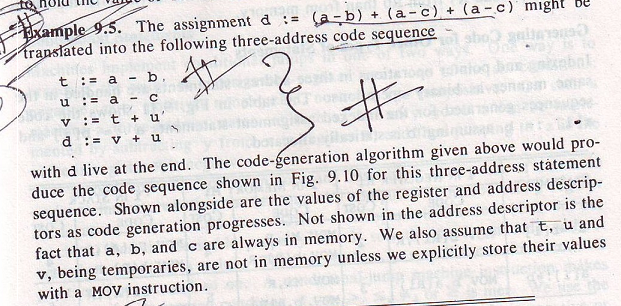 to hold the value
Example 9.5. The assignment d := (a-b) + (a-c) + (a-c) might be
translated into the following three-address code sequence
t := a - b
u := a - c
v := t + u
d := v + u
with d live at the end. The code-generation algorithm given above would pro-
duce the code sequence shown in Fig. 9.10 for this three-address statement
sequence. Shown alongside are the values of the register and address descrip-
tors as code generation progresses. Not shown in the address descriptor is the
fact that a, b, and c are always in memory. We also assume that t, u and
v, being temporaries, are not in memory unless we explicitly store their values
with a MOV instruction.